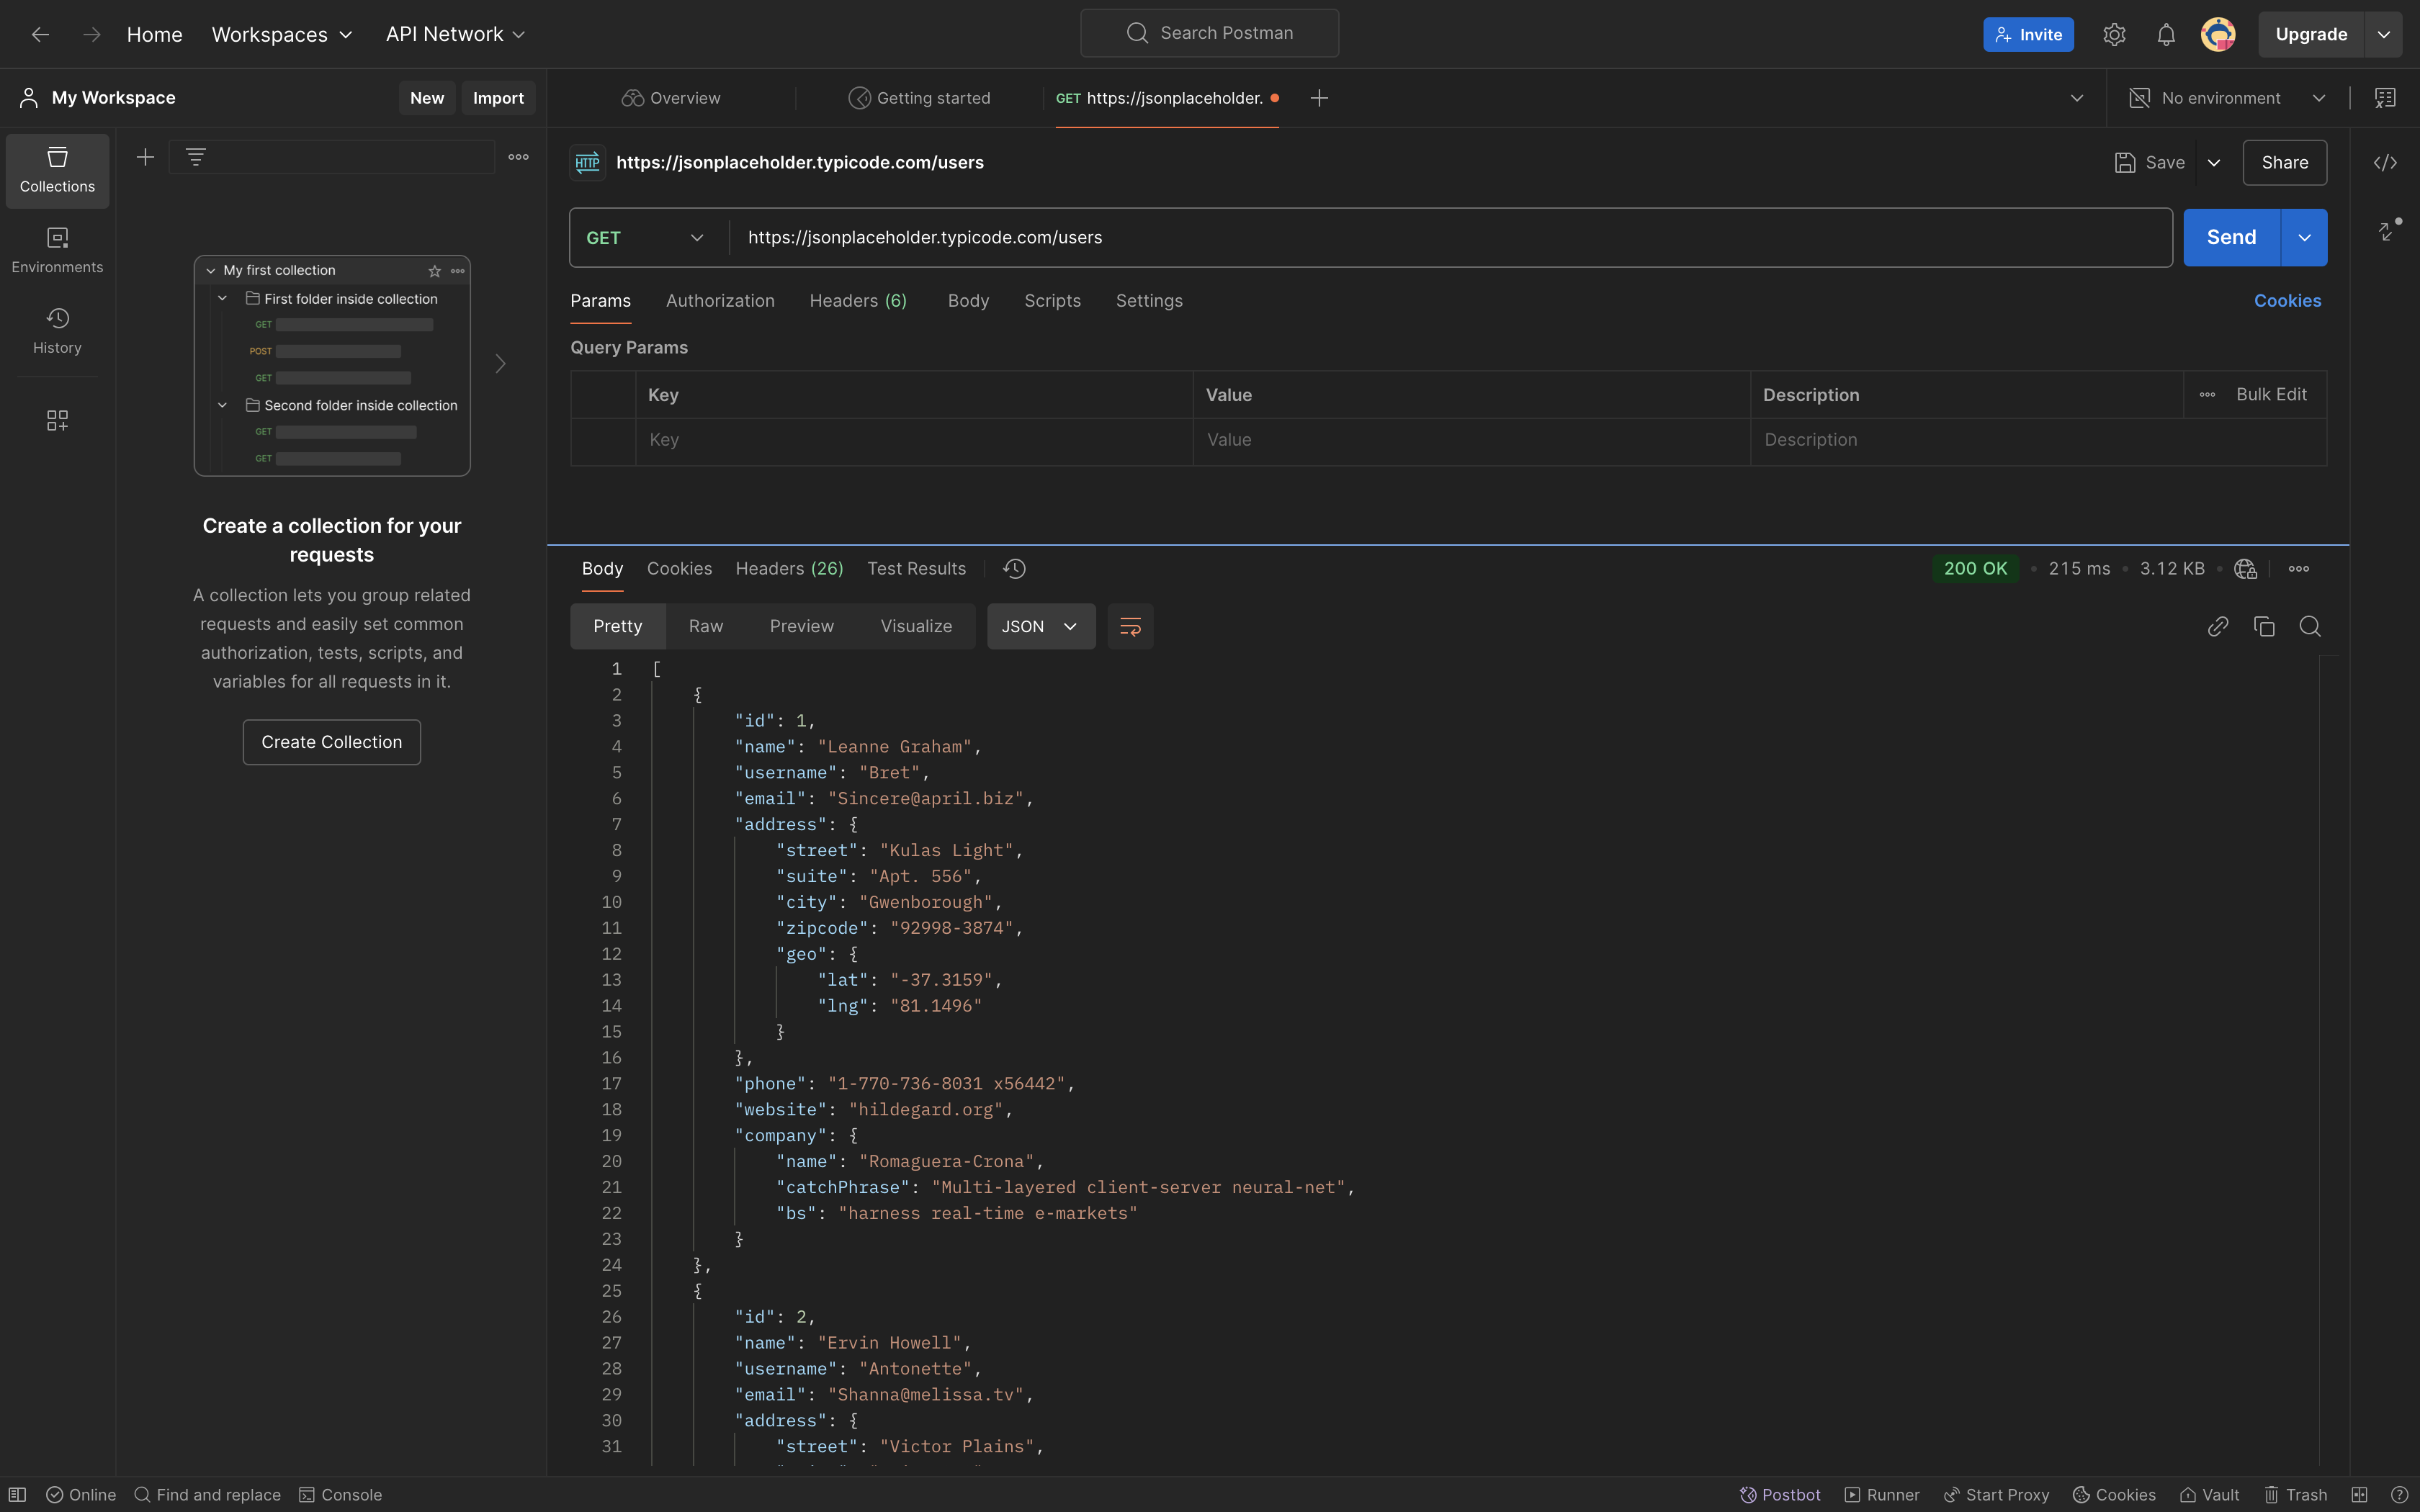 Home Workspaces API Network Search Postman Invite Upgrade
My Workspace New Import Overview Getting started GET https://jsonplaceholder. No environment
Collections
Environments
History
My first collection
First folder inside collection
GET
POST
GET
Second folder inside collection
GET
GET
Create a collection for your
requests
A collection lets you group related
requests and easily set common
authorization, tests, scripts, and
variables for all requests in it.
Create Collection
HTTP https://jsonplaceholder.typicode.com/users Save Share
GET https://jsonplaceholder.typicode.com/users Send
Params Authorization Headers (6) Body Scripts Settings Cookies
Query Params
Key Value Description Bulk Edit
Key Value Description
Body Cookies Headers (26) Test Results 200 OK • 215 ms • 3.12 KB •
Pretty Raw Preview Visualize JSON
1 [
2 {
3 "id": 1,
4 "name": "Leanne Graham",
5 "username": "Bret",
6 "email": "Sincere@april.biz",
7 "address": {
8 "street": "Kulas Light",
9 "suite": "Apt. 556",
10 "city": "Gwenborough",
11 "zipcode": "92998-3874",
12 "geo": {
13 "lat": "-37.3159",
14 "lng": "81.1496"
15 }
16 },
17 "phone": "1-770-736-8031 x56442",
18 "website": "hildegard.org",
19 "company": {
20 "name": "Romaguera-Crona",
21 "catchPhrase": "Multi-layered client-server neural-net",
22 "bs": "harness real-time e-markets"
23 }
24 },
25 {
26 "id": 2,
27 "name": "Ervin Howell",
28 "username": "Antonette",
29 "email": "Shanna@melissa.tv",
30 "address": {
31 "street": "Victor Plains",
Online Find and replace Console Postbot Runner Start Proxy Cookies Vault Trash